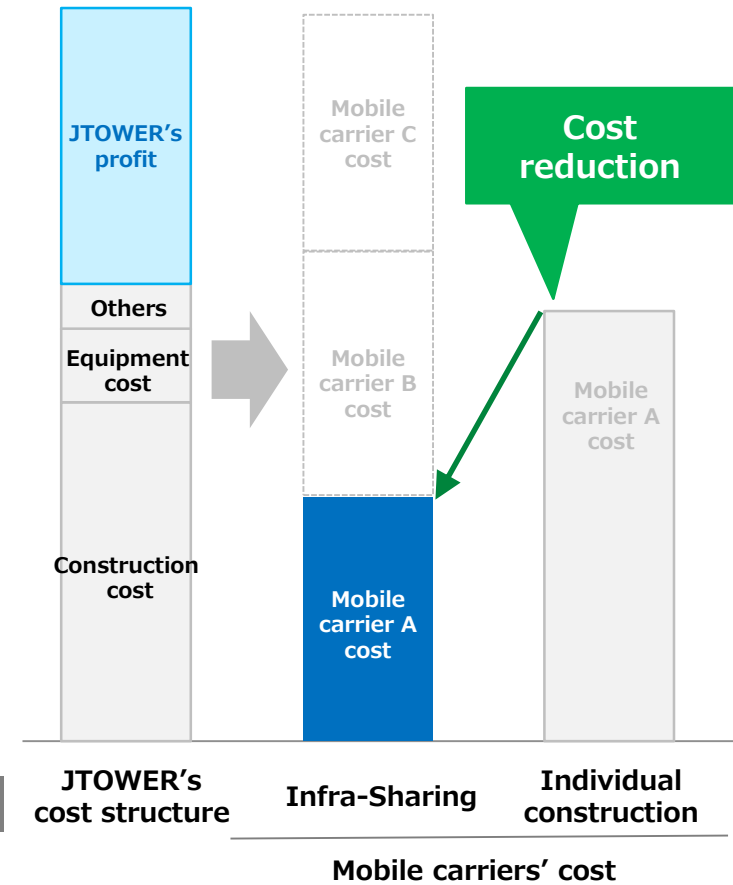 JTOWER’s
profit
Others
Equipment
cost
Construction
cost
Mobile
carrier C
cost
Mobile
carrier B
cost
Mobile
carrier A
cost
Cost
reduction
Mobile
carrier A
cost
JTOWER’s
cost structure
Infra-Sharing
Individual
construction
Mobile carriers’ cost